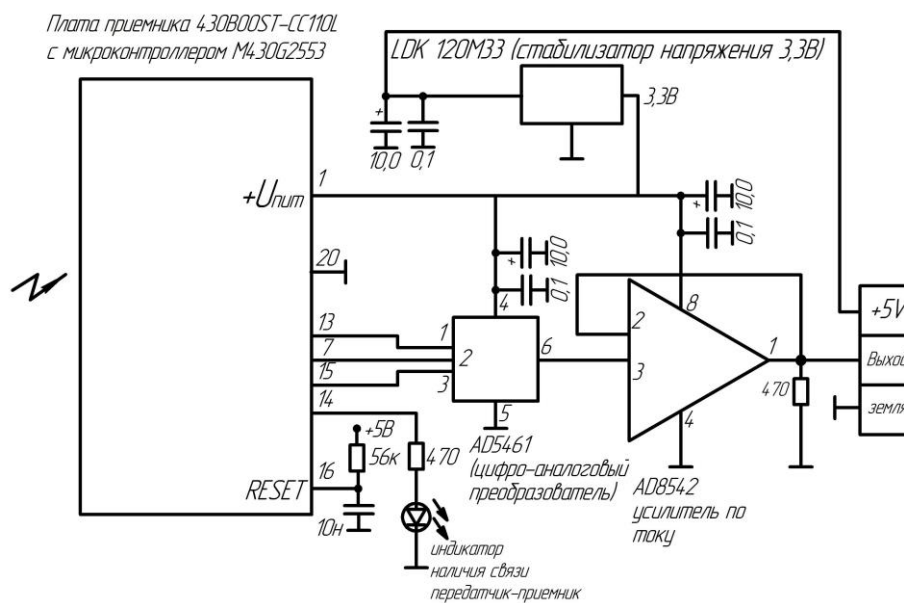 Плата приемника 430BOOST-CC110L
с микроконтроллером M430G2553
LDK 120M33 (стабилизатор напряжения 3,3В)
3,3В
+
10,0
0,1
1
+Uпит
+
10,0
0,1
20
+
10,0
0,1
4
8
+5V
13
7
15
14
1
2
3
6
2
3
1
Выход
470
земля
5
4
+5В
56к
470
AD5461
(цифро-аналоговый
преобразователь)
16
RESET
10н
AD8542
усилитель по
току
индикатор
наличия связи
передатчик-приемник